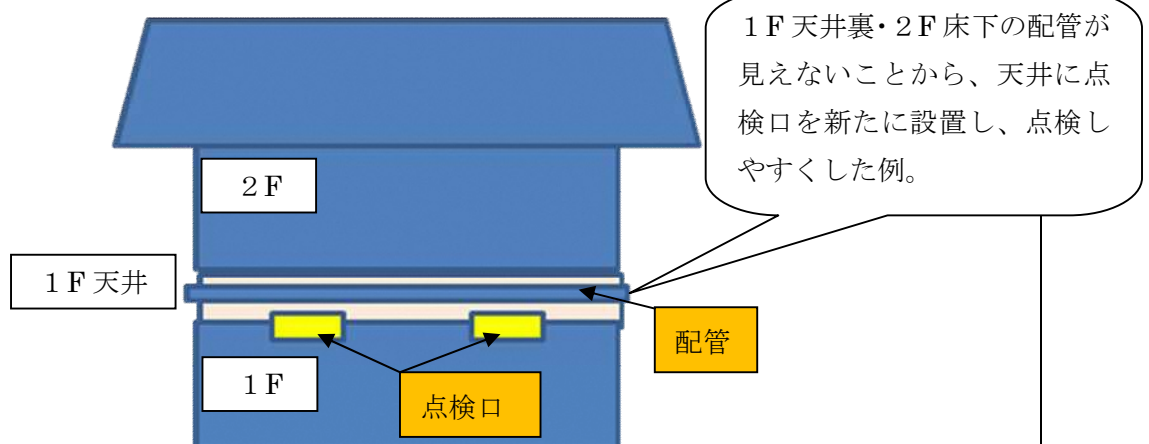 １Ｆ天井裏・２Ｆ床下の配管が
見えないことから、天井に点
検口を新たに設置し、点検し
やすくした例。
２Ｆ
１Ｆ天井
配管
１Ｆ
点検口